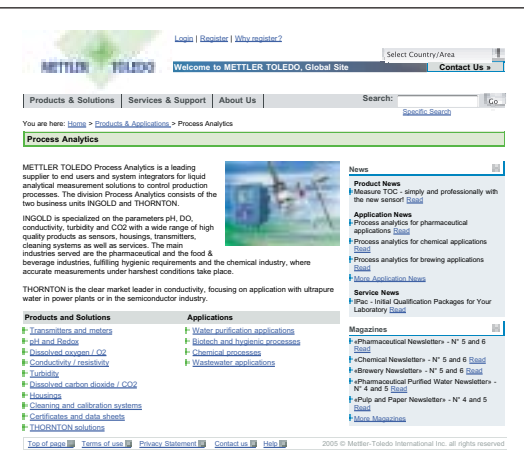 Login | Register | Why register?
METTLER TOLEDO
Select Country/Area
Welcome to METTLER TOLEDO, Global Site
Contact Us »
Products & Solutions | Services & Support | About Us
Search:
Go
Specific Search
You are here: Home > Products & Applications > Process Analytics
Process Analytics
METTLER TOLEDO Process Analytics is a leading
supplier to end users and system integrators for liquid
analytical measurement solutions to control production
processes. The division Process Analytics consists of the
two business units INGOLD and THORNTON.
INGOLD is specialized on the parameters pH, DO,
conductivity, turbidity and CO2 with a wide range of high
quality products as sensors, housings, transmitters,
cleaning systems as well as services. The main
industries served are the pharmaceutical and the food &
beverage industries, fulfilling hygienic requirements and the chemical industry, where
accurate measurements under harshest conditions take place.
THORNTON is the clear market leader in conductivity, focusing on application with ultrapure
water in power plants or in the semiconductor industry.
Products and Solutions
Transmitters and meters
pH and Redox
Dissolved oxygen / O2
Conductivity / resistivity
Turbidity
Dissolved carbon dioxide / CO2
Housings
Cleaning and calibration systems
Certificates and data sheets
THORNTON solutions
Applications
Water purification applications
Biotech and hygienic processes
Chemical processes
Wastewater applications
News
Product News
Measure TOC - simply and professionally with
the new sensor! Read
Application News
Process analytics for pharmaceutical
applications Read
Process analytics for chemical applications
Read
Process analytics for brewing applications
Read
More Application News
Service News
IPac - Initial Qualification Packages for Your
Laboratory Read
Magazines
«Pharmaceutical Newsletter» - N° 5 and 6
Read
«Chemical Newsletter» - N° 5 and 6 Read
«Brewery Newsletter» - N° 5 and 6 Read
«Pharmaceutical Purified Water Newsletter» -
N° 4 and 5 Read
«Pulp and Paper Newsletter» - N° 4 and 5
Read
More Magazines
Top of page Terms of use Privacy Statement Contact us Help
2005 © Mettler-Toledo International Inc. all rights reserved